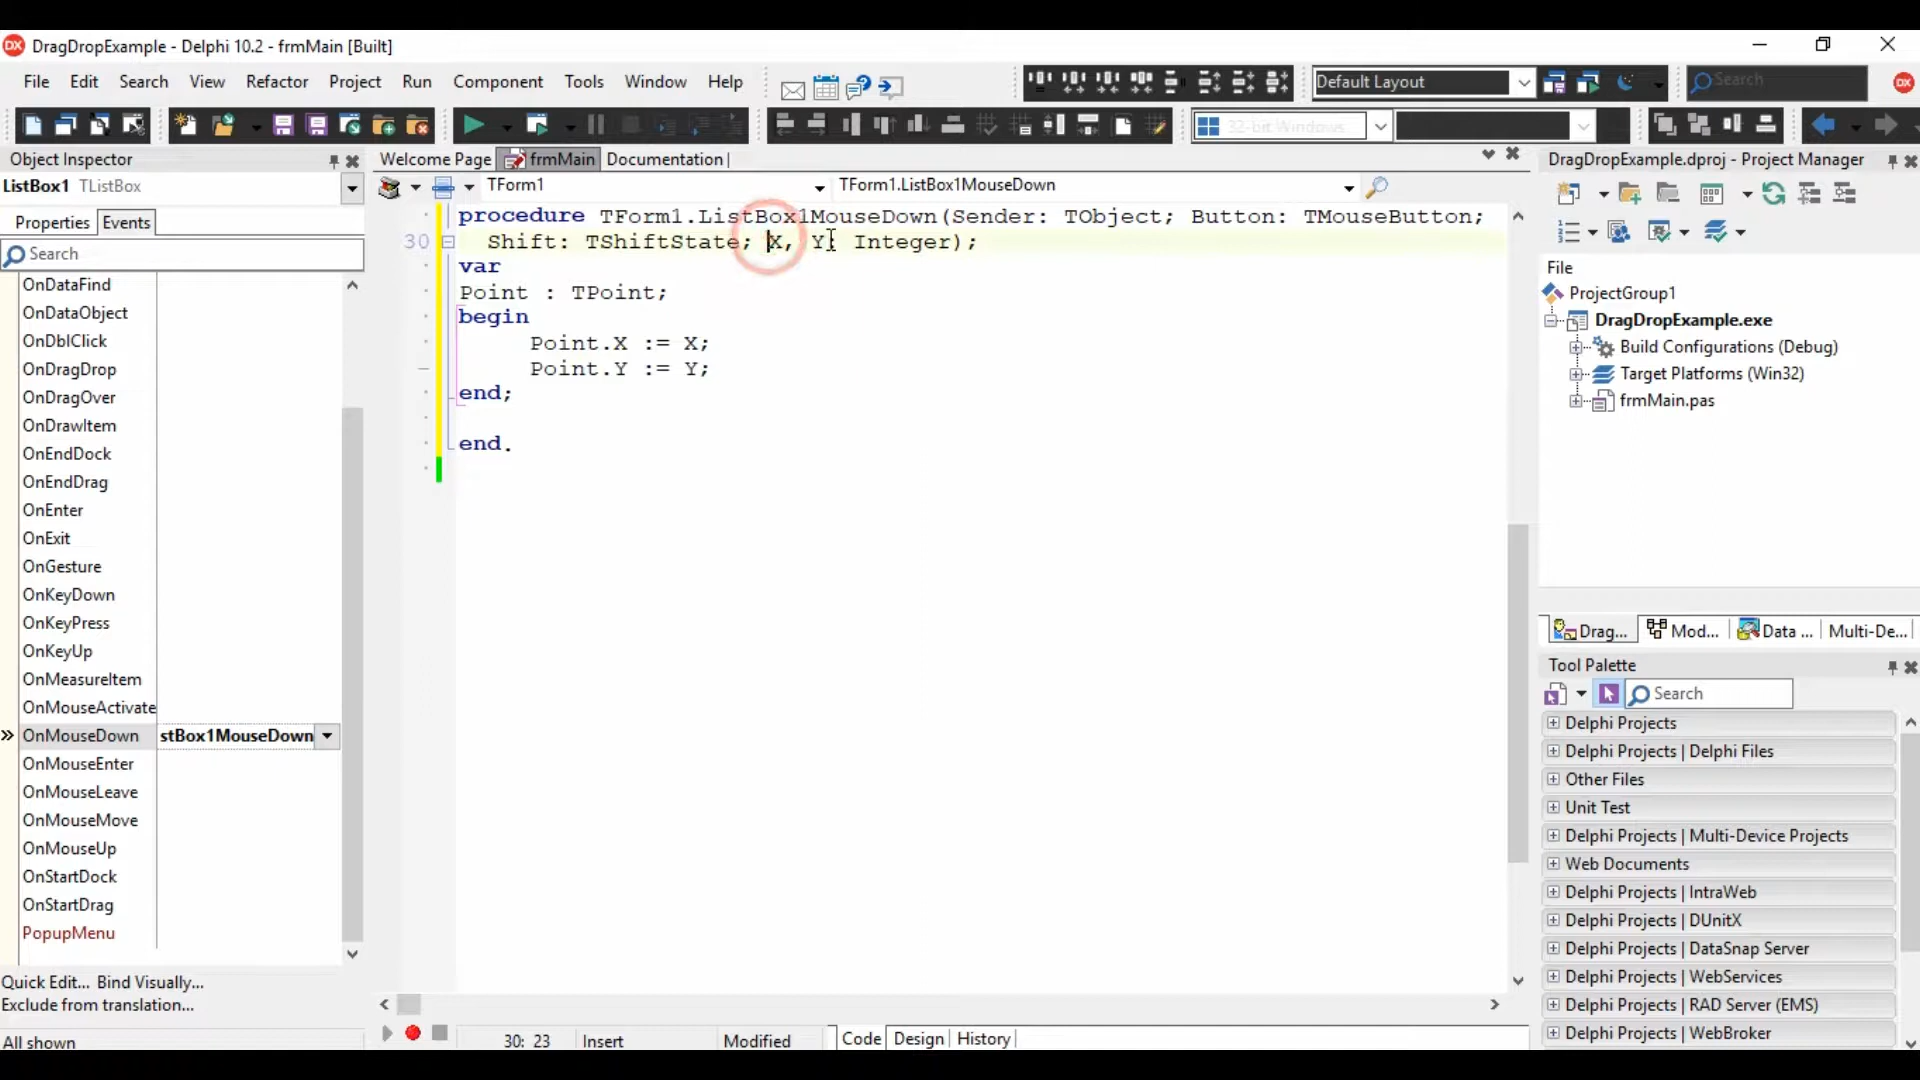 DragDropExample - Delphi 10.2 - frmMain [Built]
File Edit Search View Refactor Project Run Component Tools Window Help
Default Layout
Search
32-bit Windows
Object Inspector
ListBox1 TListBox
Properties Events
Search
OnDataFind
OnDataObject
OnDblClick
OnDragDrop
OnDragOver
OnDrawItem
OnEndDock
OnEndDrag
OnEnter
OnExit
OnGesture
OnKeyDown
OnKeyPress
OnKeyUp
OnMeasureItem
OnMouseActivate
OnMouseDown stBox1MouseDown
OnMouseEnter
OnMouseLeave
OnMouseMove
OnMouseUp
OnStartDock
OnStartDrag
PopupMenu
Quick Edit... Bind Visually...
Exclude from translation...
All shown
Welcome Page frmMain Documentation
TForm1 TForm1.ListBox1MouseDown
procedure TForm1.ListBox1MouseDown(Sender: TObject; Button: TMouseButton;
30 Shift: TShiftState; X, Y: Integer);
var
Point : TPoint;
begin
Point.X := X;
Point.Y := Y;
end;
end.
30: 23 Insert Modified Code Design History
DragDropExample.dproj - Project Manager
File
ProjectGroup1
DragDropExample.exe
Build Configurations (Debug)
Target Platforms (Win32)
frmMain.pas
Drag... Mod... Data ... Multi-De...
Tool Palette
Search
Delphi Projects
Delphi Projects | Delphi Files
Other Files
Unit Test
Delphi Projects | Multi-Device Projects
Web Documents
Delphi Projects | IntraWeb
Delphi Projects | DUnitX
Delphi Projects | DataSnap Server
Delphi Projects | WebServices
Delphi Projects | RAD Server (EMS)
Delphi Projects | WebBroker